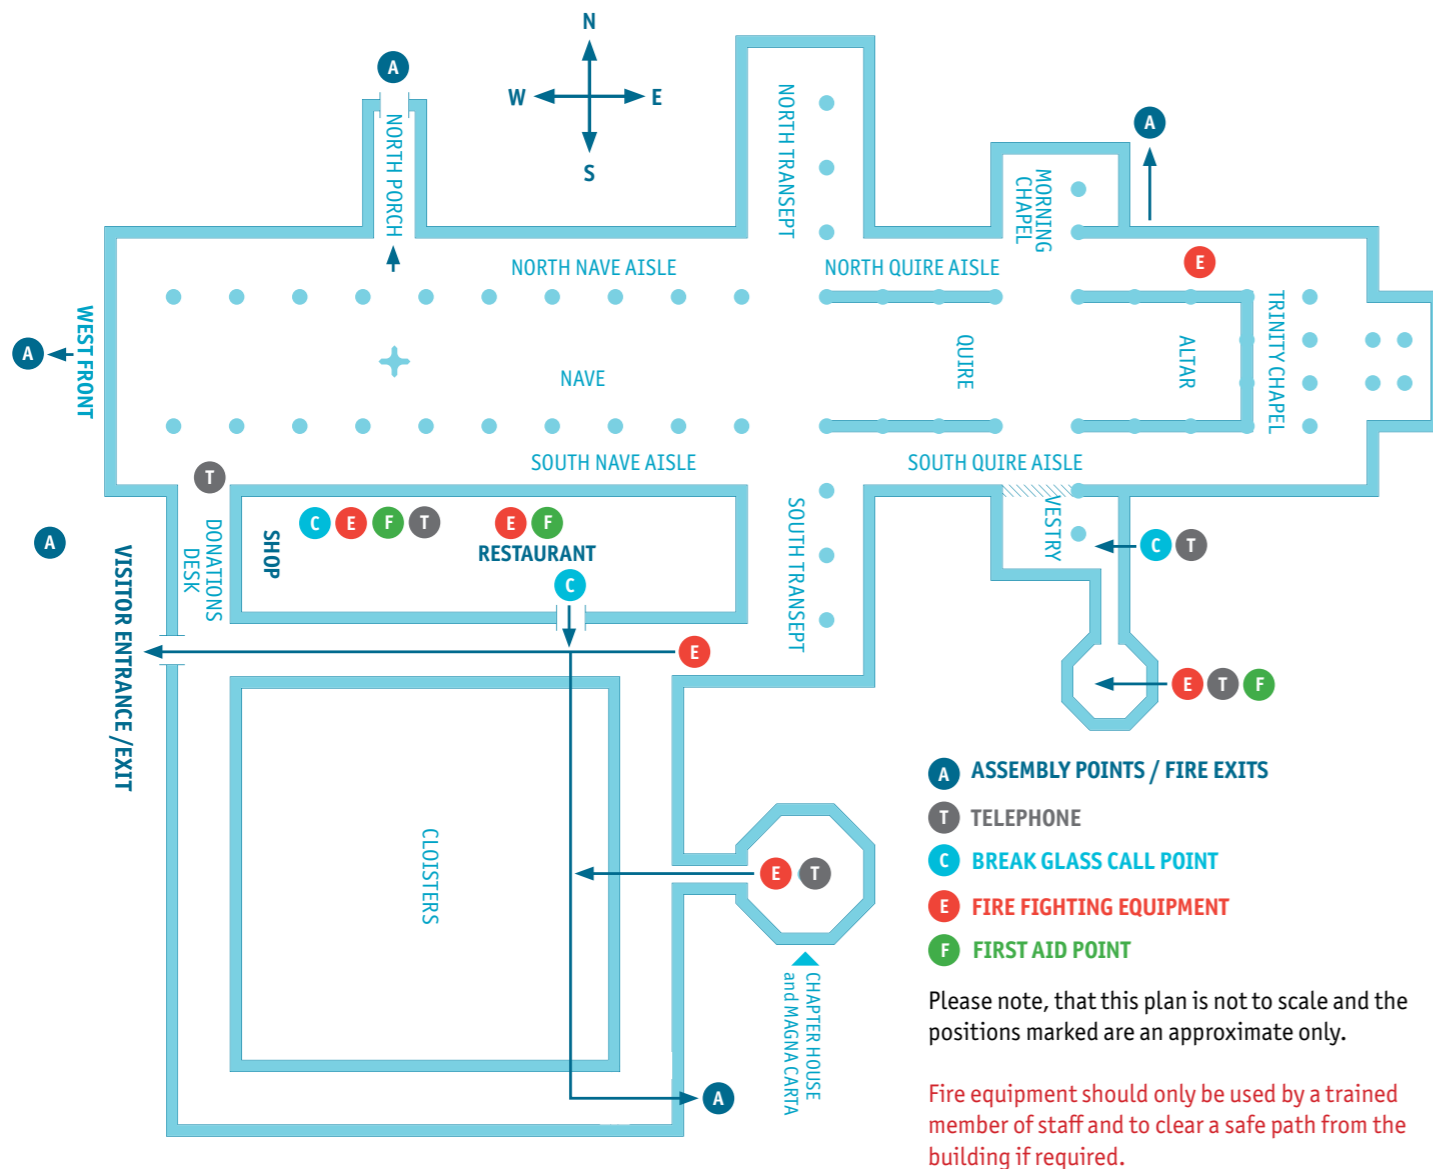 N
W
E
S
A
NORTH PORCH
NORTH TRANSEPT
MORNING
CHAPEL
A
NORTH NAVE AISLE
NORTH QUIRE AISLE
E
A
WEST FRONT
NAVE
QUIRE
ALTAR
TRINITY CHAPEL
SOUTH NAVE AISLE
SOUTH QUIRE AISLE
T
DONATIONS
DESK
SHOP
C E F T
E F
RESTAURANT
C
SOUTH TRANSEPT
VESTRY
C T
A
VISITOR ENTRANCE /EXIT
E
E T F
CLOISTERS
E T
CHAPTER HOUSE
and MAGNA CARTA
A
A ASSEMBLY POINTS / FIRE EXITS
T TELEPHONE
C BREAK GLASS CALL POINT
E FIRE FIGHTING EQUIPMENT
F FIRST AID POINT
Please note, that this plan is not to scale and the
positions marked are an approximate only.
Fire equipment should only be used by a trained
member of staff and to clear a safe path from the
building if required.